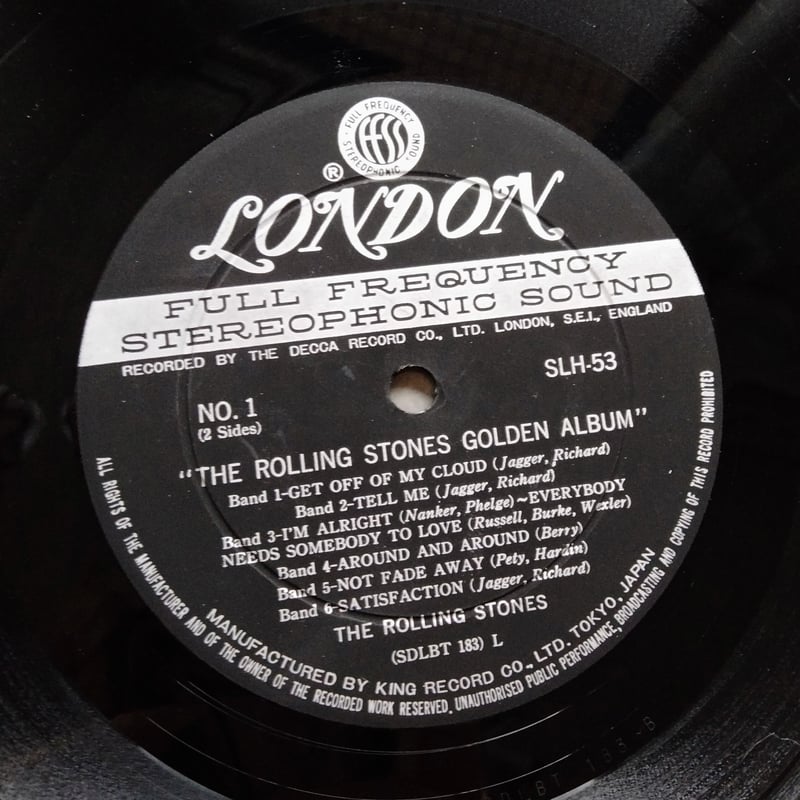 FULL FREQUENCY
ffss
STEREOPHONIC SOUND
® LONDON
FULL FREQUENCY
STEREOPHONIC SOUND
RECORDED BY THE DECCA RECORD CO., LTD. LONDON, S.E.I., ENGLAND
SLH-53
NO. 1
(2 Sides)
"THE ROLLING STONES GOLDEN ALBUM"
Band 1-GET OFF OF MY CLOUD (Jagger, Richard)
Band 2-TELL ME (Jagger, Richard)
Band 3-I'M ALRIGHT (Nanker, Phelge)~EVERYBODY
NEEDS SOMEBODY TO LOVE (Russell, Burke, Wexler)
Band 4-AROUND AND AROUND (Berry)
Band 5-NOT FADE AWAY (Pety, Hardin)
Band 6-SATISFACTION (Jagger, Richard)
THE ROLLING STONES
(SDLBT 183) L
MANUFACTURED BY KING RECORD CO., LTD. TOKYO, JAPAN
ALL RIGHTS OF THE MANUFACTURER AND OF THE OWNER OF THE RECORDED WORK RESERVED. UNAUTHORISED PUBLIC PERFORMANCE, BROADCASTING AND COPYING OF THIS RECORD PROHIBITED